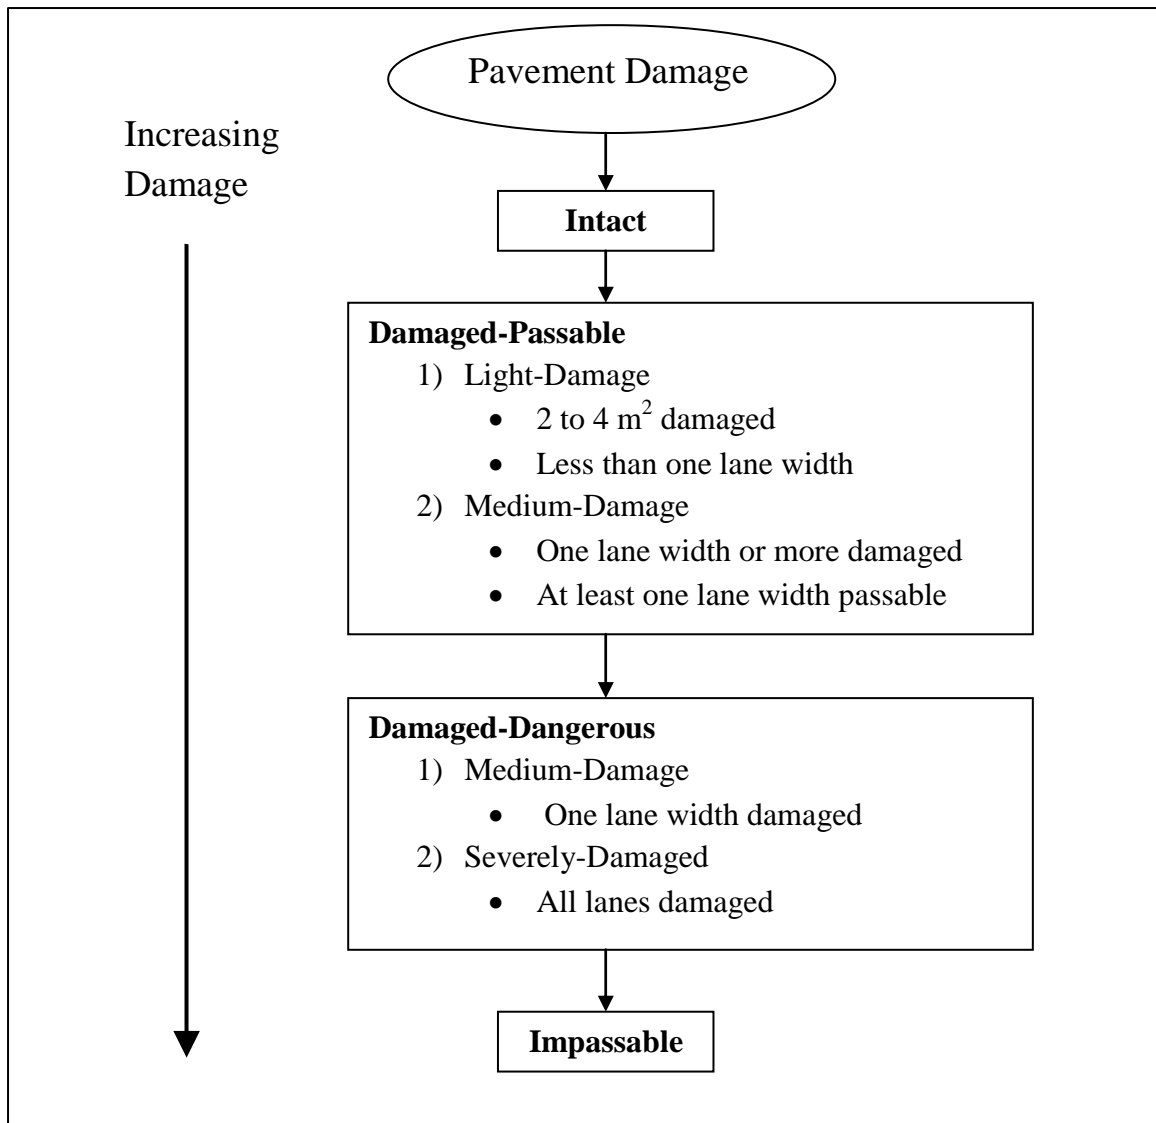 Pavement Damage
Increasing
Damage
Intact
Damaged-Passable
1) Light-Damage
• 2 to 4 m² damaged
• Less than one lane width
2) Medium-Damage
• One lane width or more damaged
• At least one lane width passable
Damaged-Dangerous
1) Medium-Damage
• One lane width damaged
2) Severely-Damaged
• All lanes damaged
Impassable